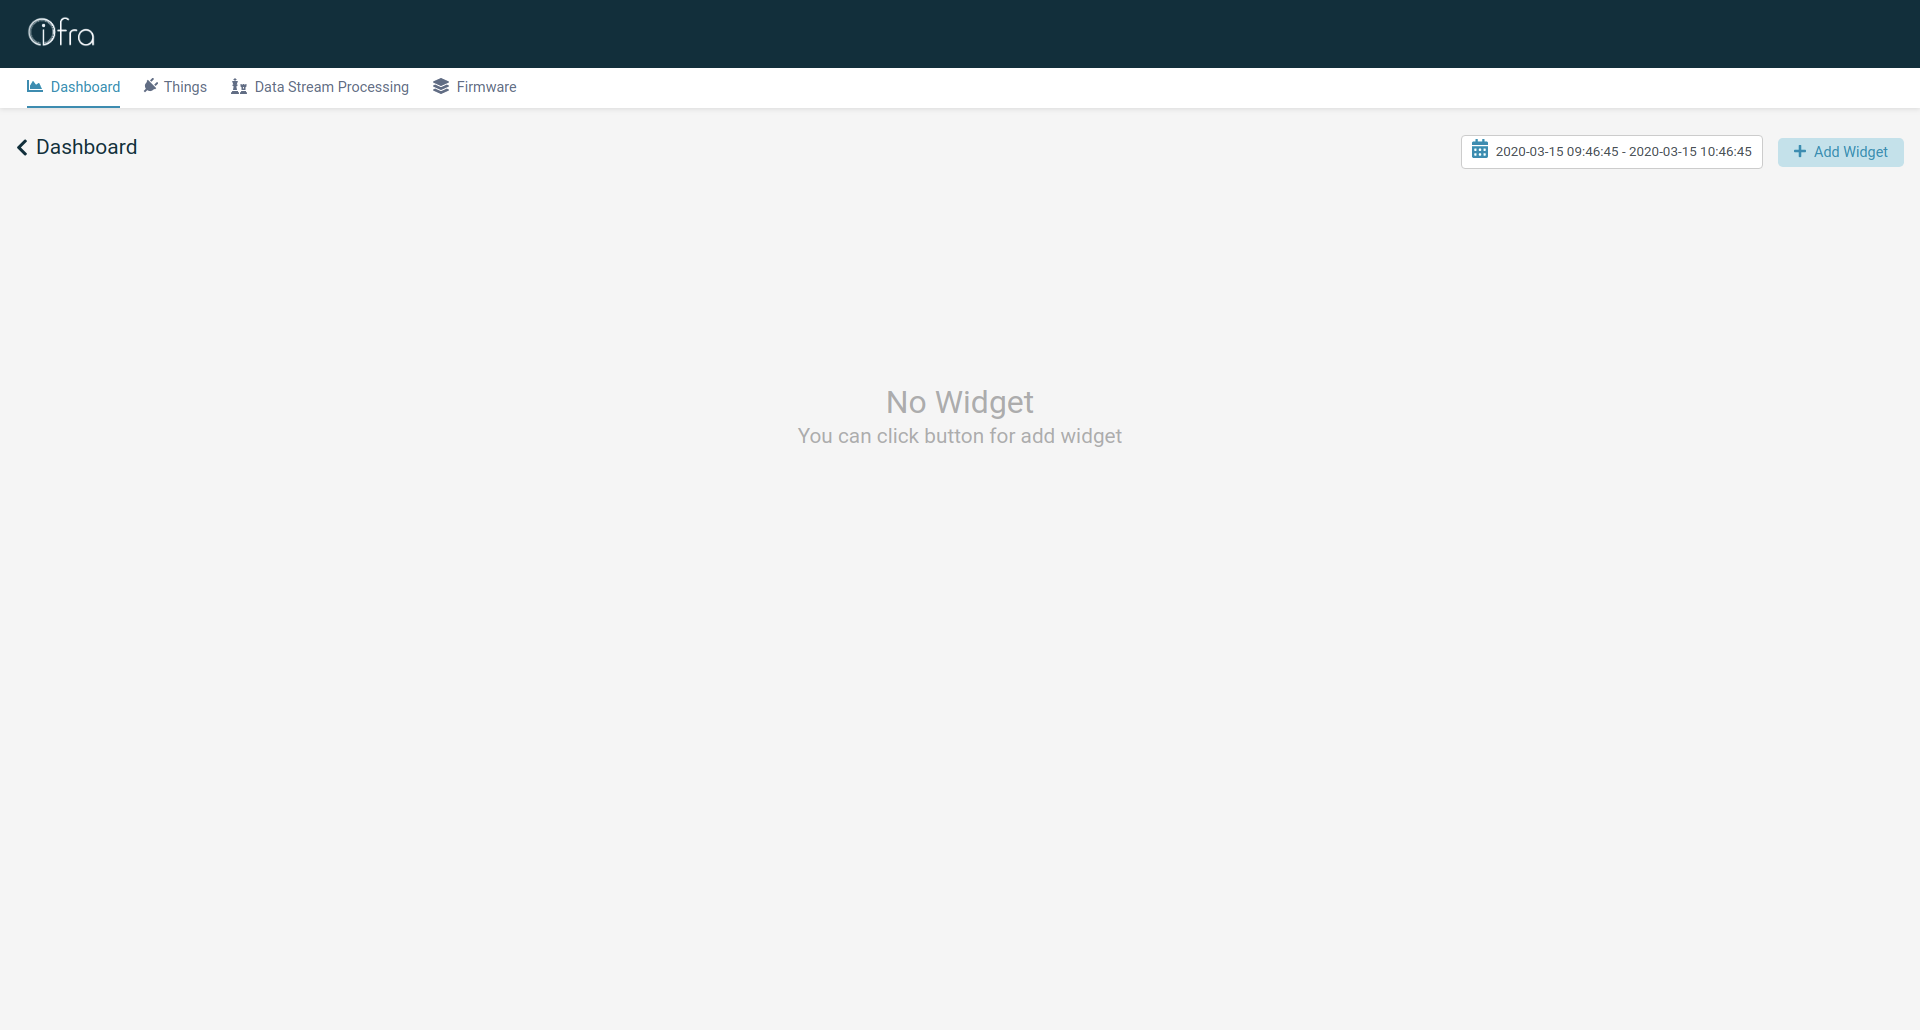 ifra
Dashboard Things Data Stream Processing Firmware
Dashboard
2020-03-15 09:46:45 - 2020-03-15 10:46:45 + Add Widget
No Widget
You can click button for add widget